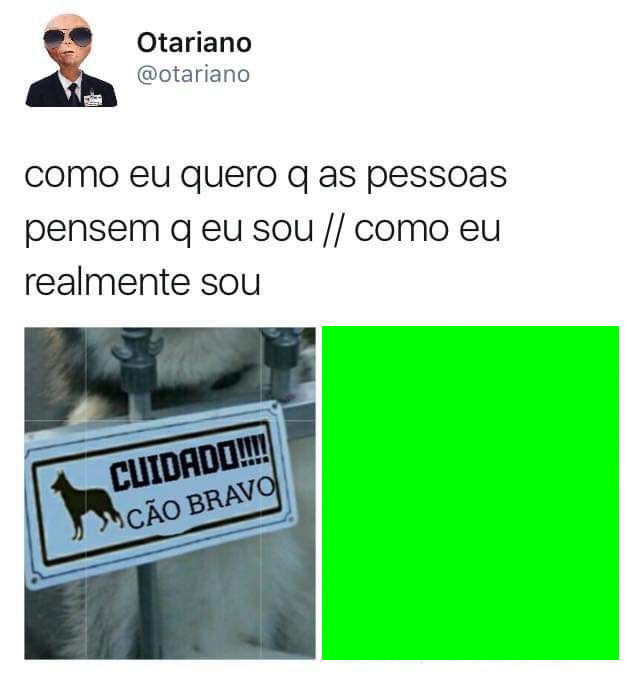 Otariano
@otariano
como eu quero q as pessoas
pensem q eu sou // como eu
realmente sou
CUIDADO!!!!
CÃO BRAVO